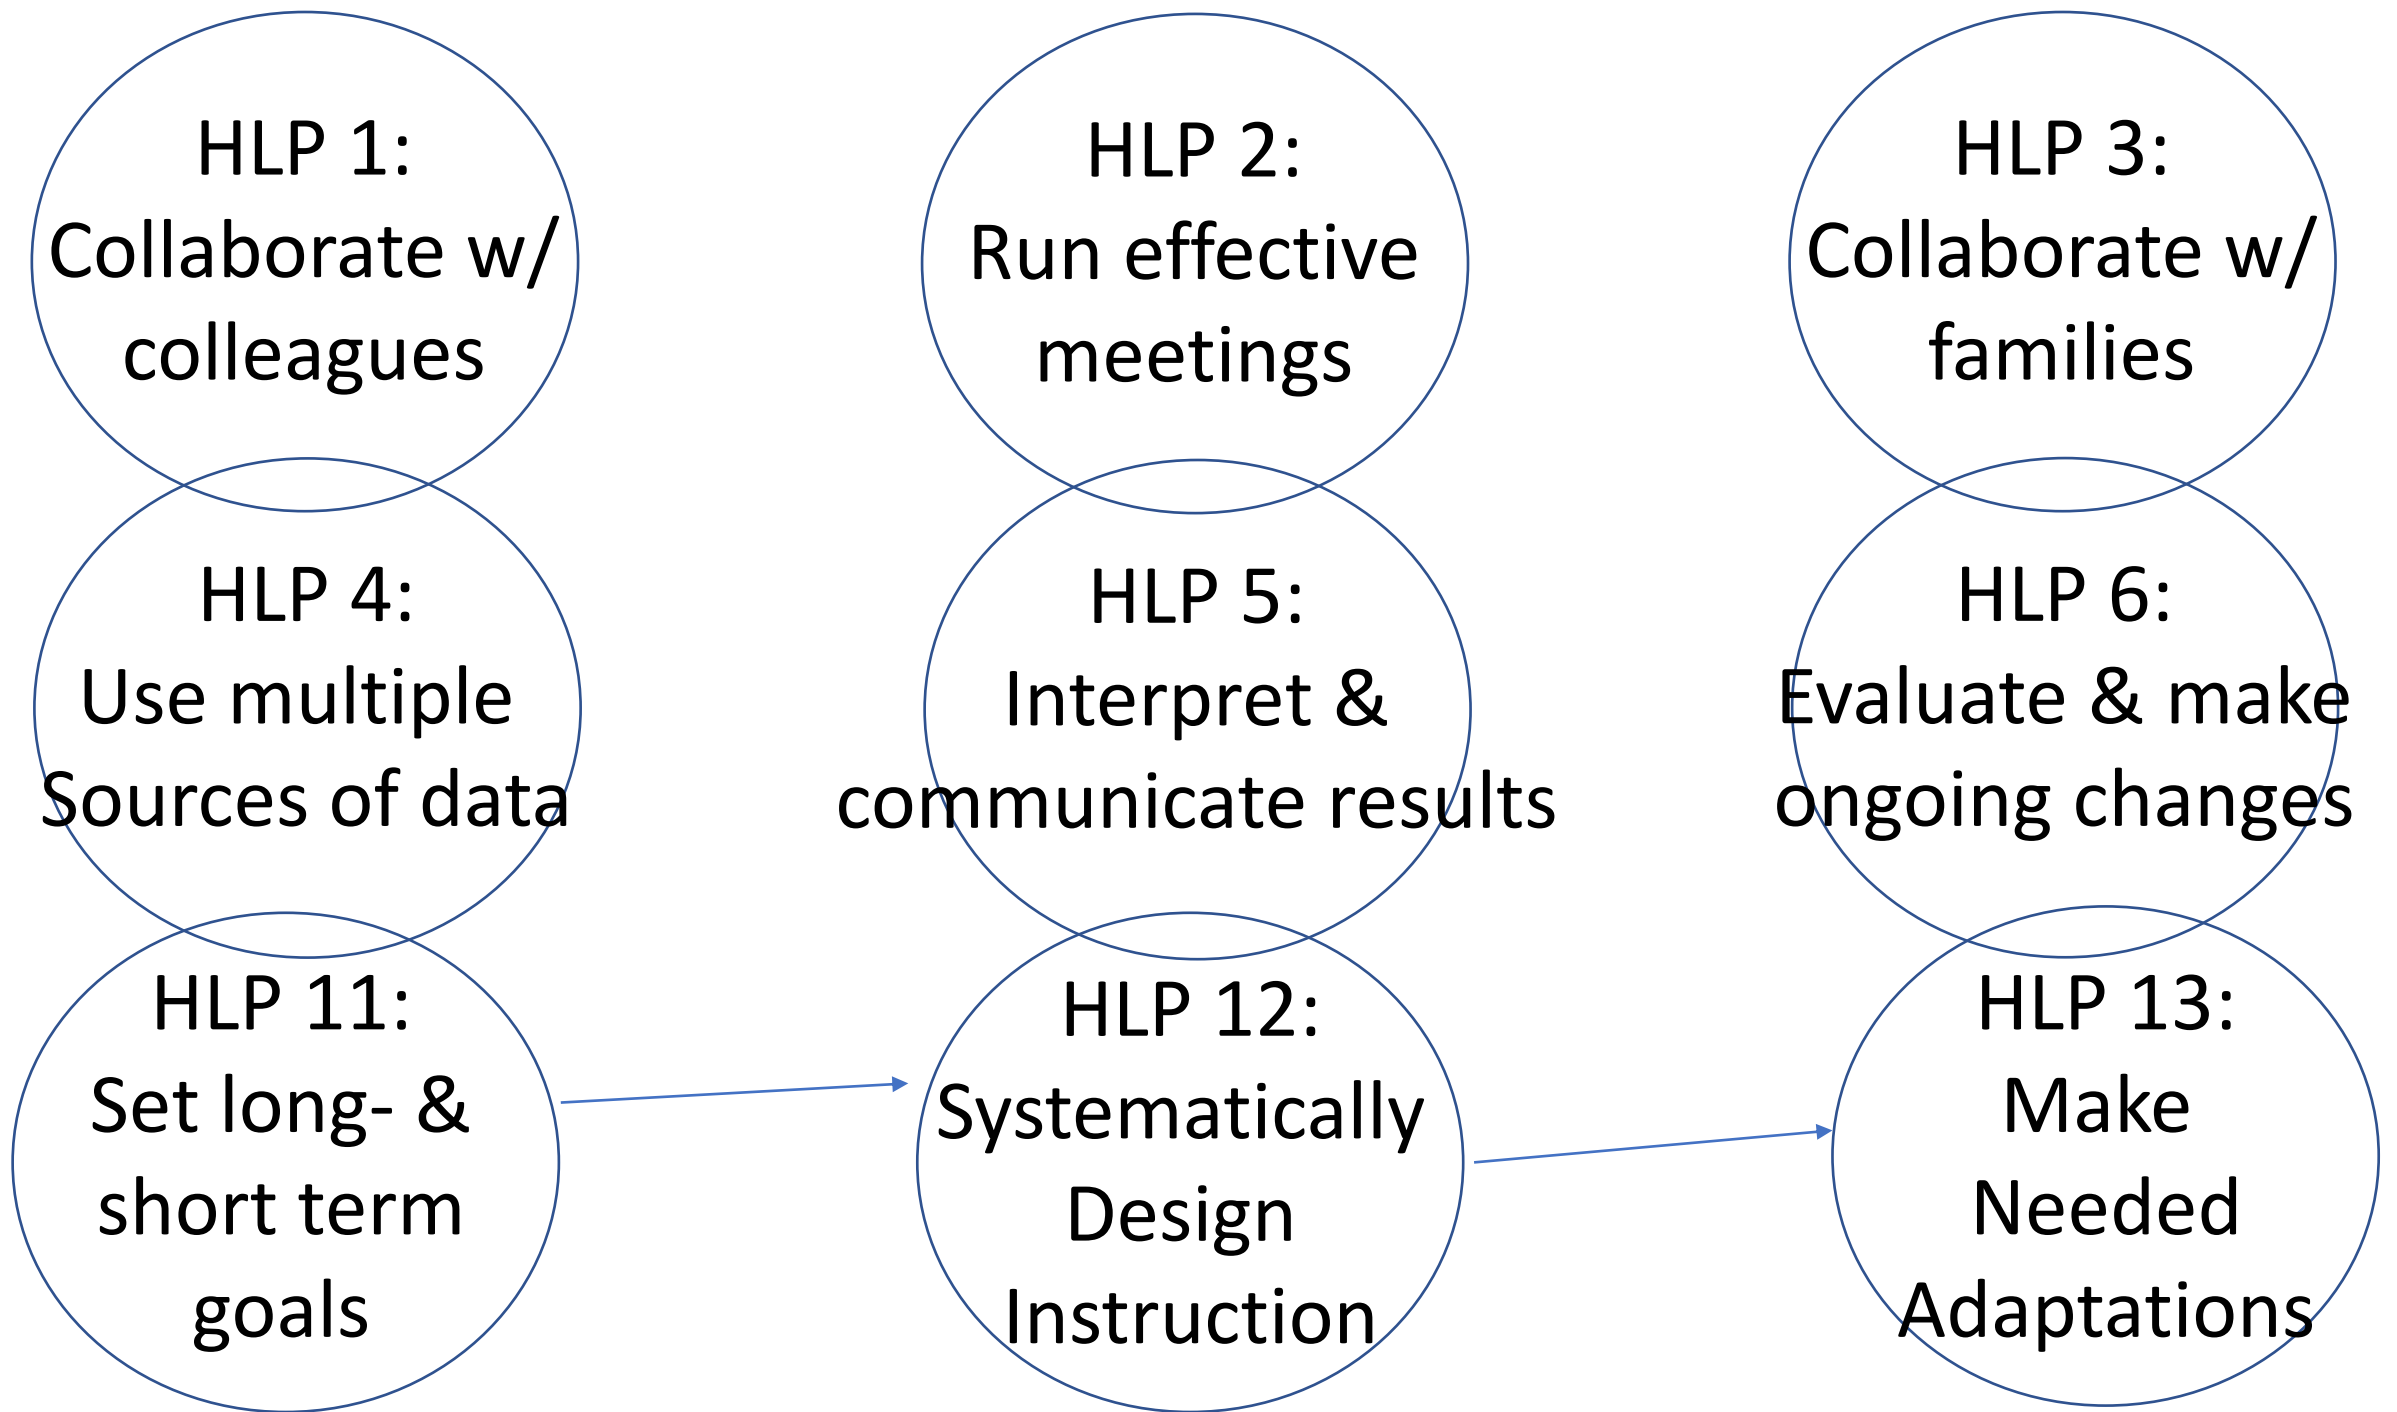 HLP 1:
Collaborate w/
colleagues
HLP 2:
Run effective
meetings
HLP 3:
Collaborate w/
families
HLP 4:
Use multiple
Sources of data
HLP 5:
Interpret &
communicate results
HLP 6:
Evaluate & make
ongoing changes
HLP 11:
Set long- &
short term
goals
HLP 12:
Systematically
Design
Instruction
HLP 13:
Make
Needed
Adaptations